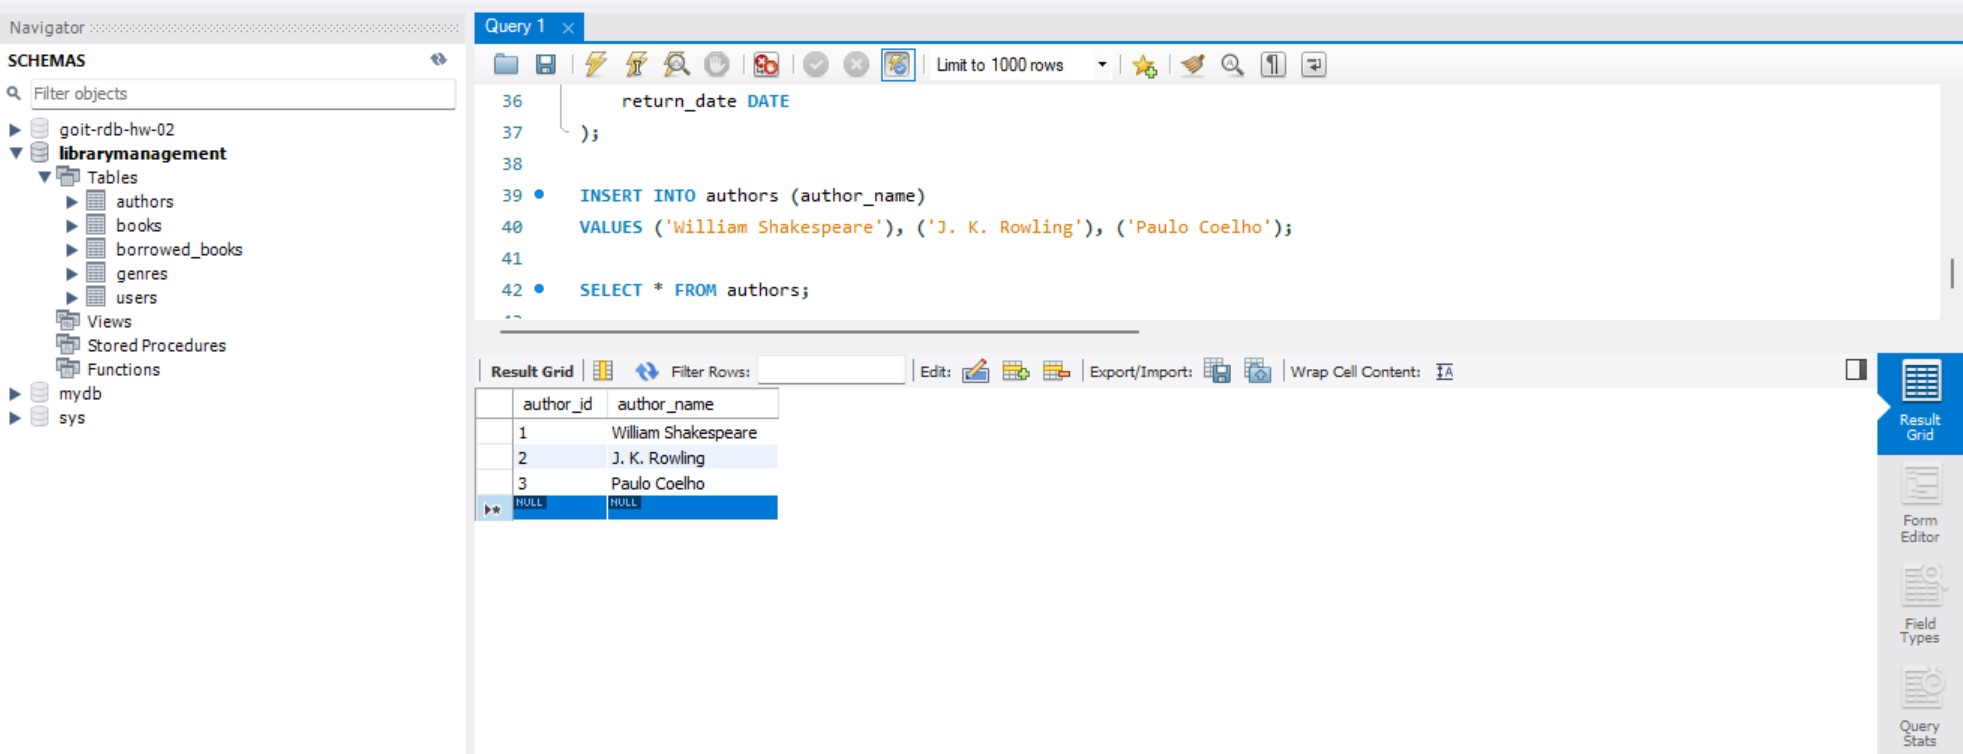 Navigator
SCHEMAS
Filter objects
goit-rdb-hw-02
librarymanagement
Tables
authors
books
borrowed_books
genres
users
Views
Stored Procedures
Functions
mydb
sys
Query 1
Limit to 1000 rows
36 return_date DATE
37 );
38
39 INSERT INTO authors (author_name)
40 VALUES ('William Shakespeare'), ('J. K. Rowling'), ('Paulo Coelho');
41
42 SELECT * FROM authors;
Result Grid Filter Rows: Edit: Export/Import: Wrap Cell Content:
author_id author_name
1 William Shakespeare
2 J. K. Rowling
3 Paulo Coelho
NULL NULL
Result
Grid
Form
Editor
Field
Types
Query
Stats